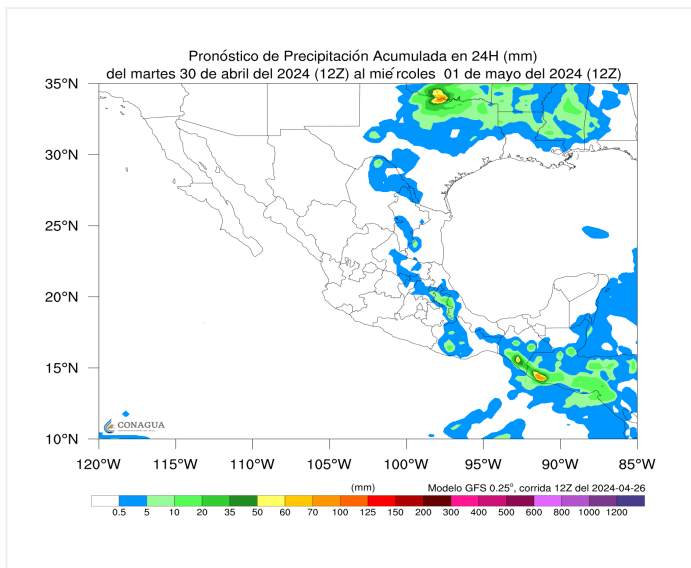 Pronóstico de Precipitación Acumulada en 24H (mm)
del martes 30 de abril del 2024 (12Z) al miércoles 01 de mayo del 2024 (12Z)
35°N
30°N
25°N
20°N
15°N
10°N
CONAGUA
120°W 115°W 110°W 105°W 100°W 95°W 90°W 85°W
(mm) Modelo GFS 0.25°, corrida 12Z del 2024-04-26
0.5 5 10 20 35 50 60 70 100 125 150 200 300 400 500 600 800 1000 1200